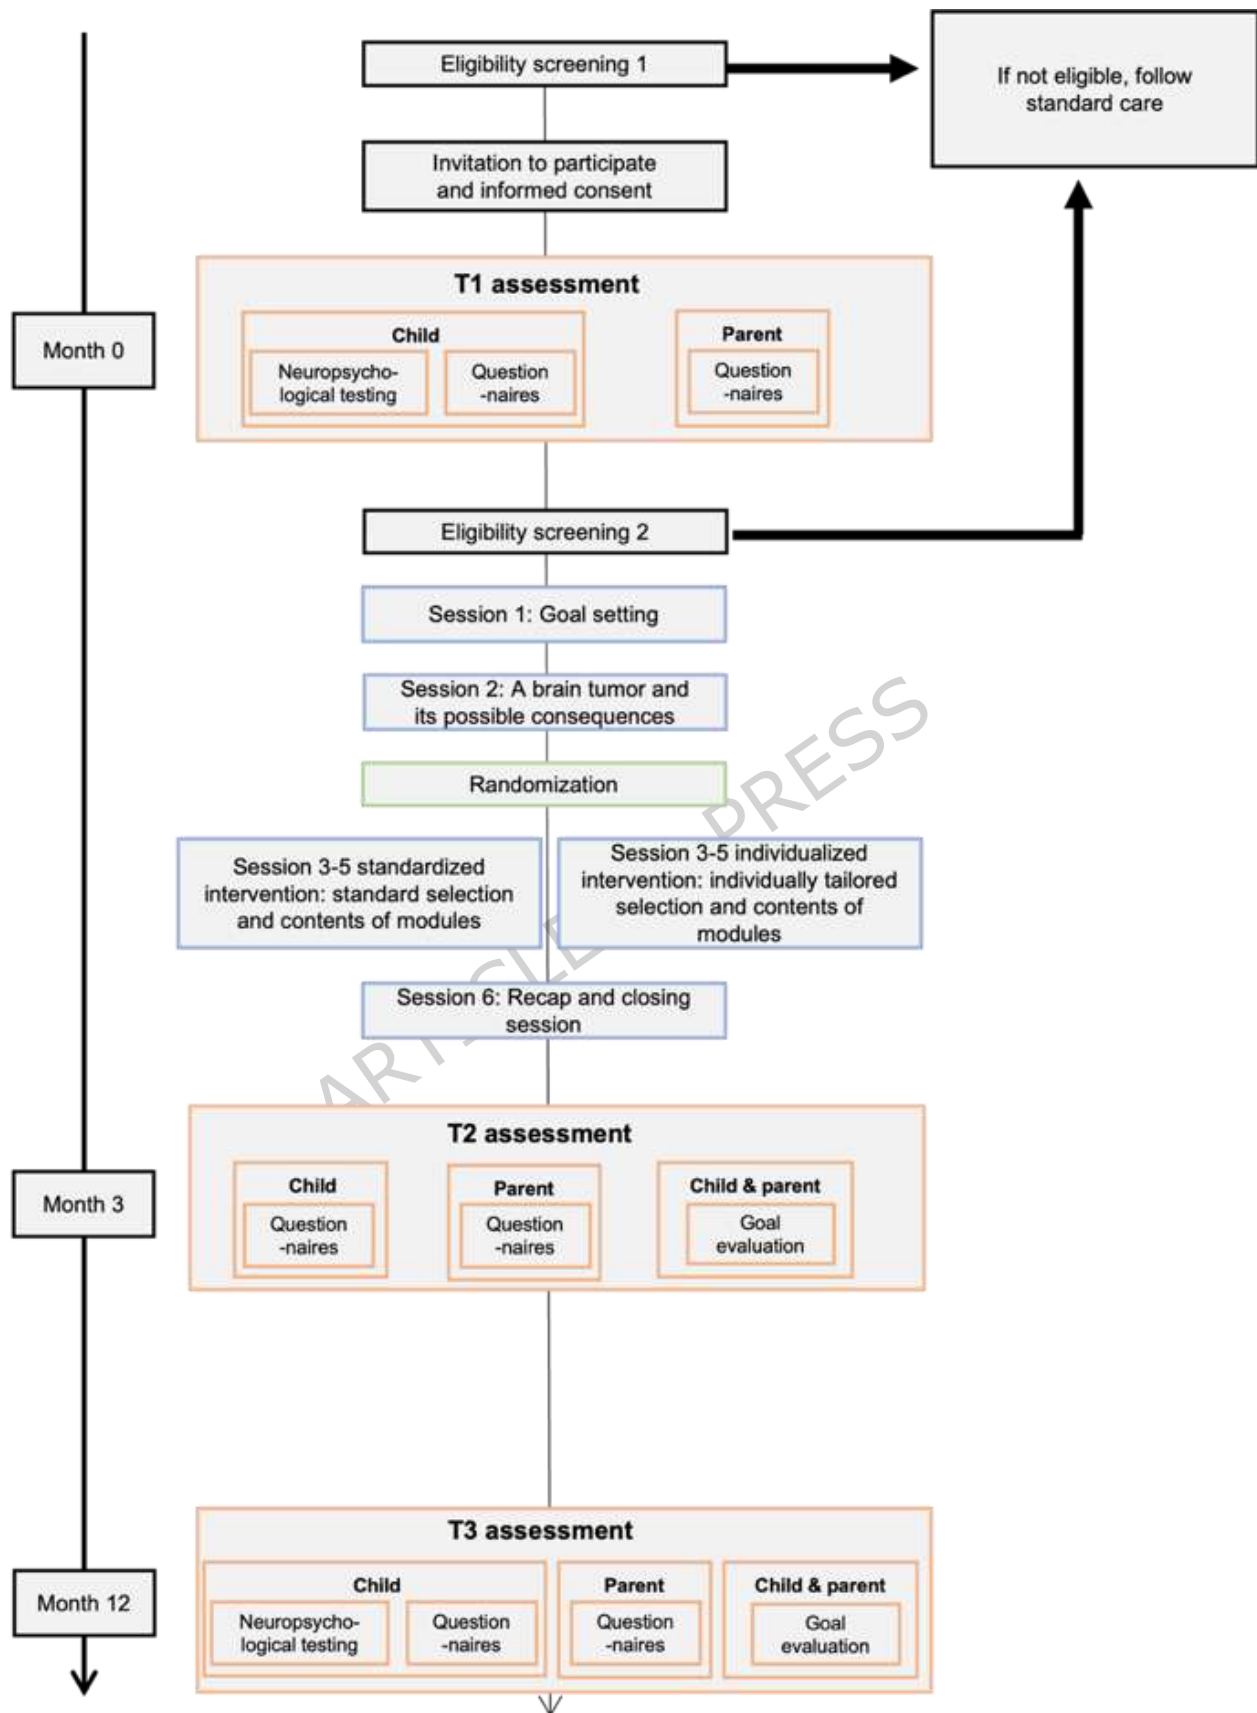 Eligibility screening 1
If not eligible, follow
standard care
Invitation to participate
and informed consent
T1 assessment
Month 0
Child
Neuropsycho-
logical testing
Question
-naires
Parent
Question
-naires
Eligibility screening 2
Session 1: Goal setting
Session 2: A brain tumor and
its possible consequences
Randomization
Session 3-5 standardized
intervention: standard selection
and contents of modules
Session 3-5 individualized
intervention: individually tailored
selection and contents of
modules
Session 6: Recap and closing
session
T2 assessment
Month 3
Child
Question
-naires
Parent
Question
-naires
Child & parent
Goal
evaluation
T3 assessment
Month 12
Child
Neuropsycho-
logical testing
Question
-naires
Parent
Question
-naires
Child & parent
Goal
evaluation
PRESS